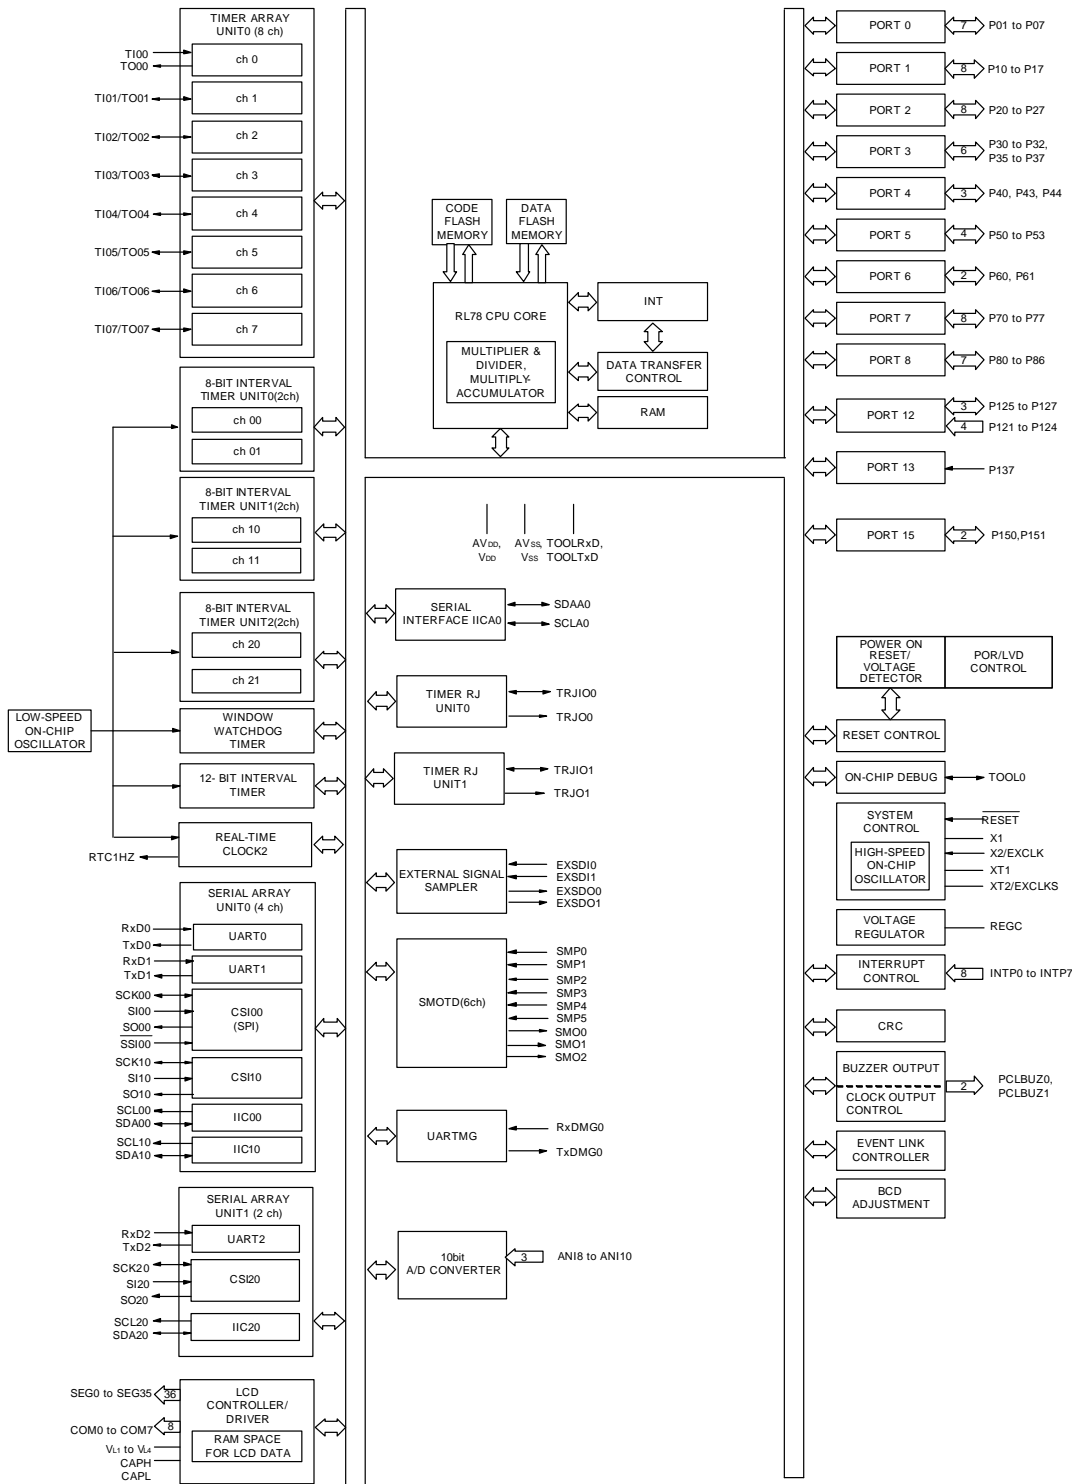 TIMER ARRAY
UNIT0 (8 ch)
TI00
TO00
ch 0
TI01/TO01
ch 1
TI02/TO02
ch 2
TI03/TO03
ch 3
TI04/TO04
ch 4
TI05/TO05
ch 5
TI06/TO06
ch 6
TI07/TO07
ch 7
8-BIT INTERVAL
TIMER UNIT0(2ch)
ch 00
ch 01
8-BIT INTERVAL
TIMER UNIT1(2ch)
ch 10
ch 11
8-BIT INTERVAL
TIMER UNIT2(2ch)
ch 20
ch 21
LOW-SPEED
ON-CHIP
OSCILLATOR
WINDOW
WATCHDOG
TIMER
12- BIT INTERVAL
TIMER
REAL-TIME
CLOCK2
RTC1HZ
SERIAL ARRAY
UNIT0 (4 ch)
RxD0
TxD0
UART0
RxD1
TxD1
UART1
SCK00
SI00
SO00
SSI00
CSI00
(SPI)
SCK10
SI10
SO10
CSI10
SCL00
SDA00
IIC00
SCL10
SDA10
IIC10
SERIAL ARRAY
UNIT1 (2 ch)
RxD2
TxD2
UART2
SCK20
SI20
SO20
CSI20
SCL20
SDA20
IIC20
SEG0 to SEG35
36
COM0 to COM7
8
VL1 to VL4
CAPH
CAPL
LCD
CONTROLLER/
DRIVER
RAM SPACE
FOR LCD DATA
CODE
FLASH
MEMORY
DATA
FLASH
MEMORY
RL78 CPU CORE
MULTIPLIER &
DIVIDER,
MULITIPLY-
ACCUMULATOR
INT
DATA TRANSFER
CONTROL
RAM
AVDD,
VDD
AVSS,
VSS
TOOLRxD,
TOOLTxD
SERIAL
INTERFACE IICA0
SDAA0
SCLA0
TIMER RJ
UNIT0
TRJIO0
TRJO0
TIMER RJ
UNIT1
TRJIO1
TRJO1
EXTERNAL SIGNAL
SAMPLER
EXSDI0
EXSDI1
EXSDO0
EXSDO1
SMOTD(6ch)
SMP0
SMP1
SMP2
SMP3
SMP4
SMP5
SMO0
SMO1
SMO2
UARTMG
RxDMG0
TxDMG0
10bit
A/D CONVERTER
3
ANI8 to ANI10
PORT 0
7
P01 to P07
PORT 1
8
P10 to P17
PORT 2
8
P20 to P27
PORT 3
6
P30 to P32,
P35 to P37
PORT 4
3
P40, P43, P44
PORT 5
4
P50 to P53
PORT 6
2
P60, P61
PORT 7
8
P70 to P77
PORT 8
7
P80 to P86
PORT 12
3
P125 to P127
4
P121 to P124
PORT 13
P137
PORT 15
2
P150,P151
POWER ON
RESET/
VOLTAGE
DETECTOR
POR/LVD
CONTROL
RESET CONTROL
ON-CHIP DEBUG
TOOL0
SYSTEM
CONTROL
HIGH-SPEED
ON-CHIP
OSCILLATOR
RESET
X1
X2/EXCLK
XT1
XT2/EXCLKS
VOLTAGE
REGULATOR
REGC
INTERRUPT
CONTROL
8
INTP0 to INTP7
CRC
BUZZER OUTPUT
CLOCK OUTPUT
CONTROL
2
PCLBUZ0,
PCLBUZ1
EVENT LINK
CONTROLLER
BCD
ADJUSTMENT